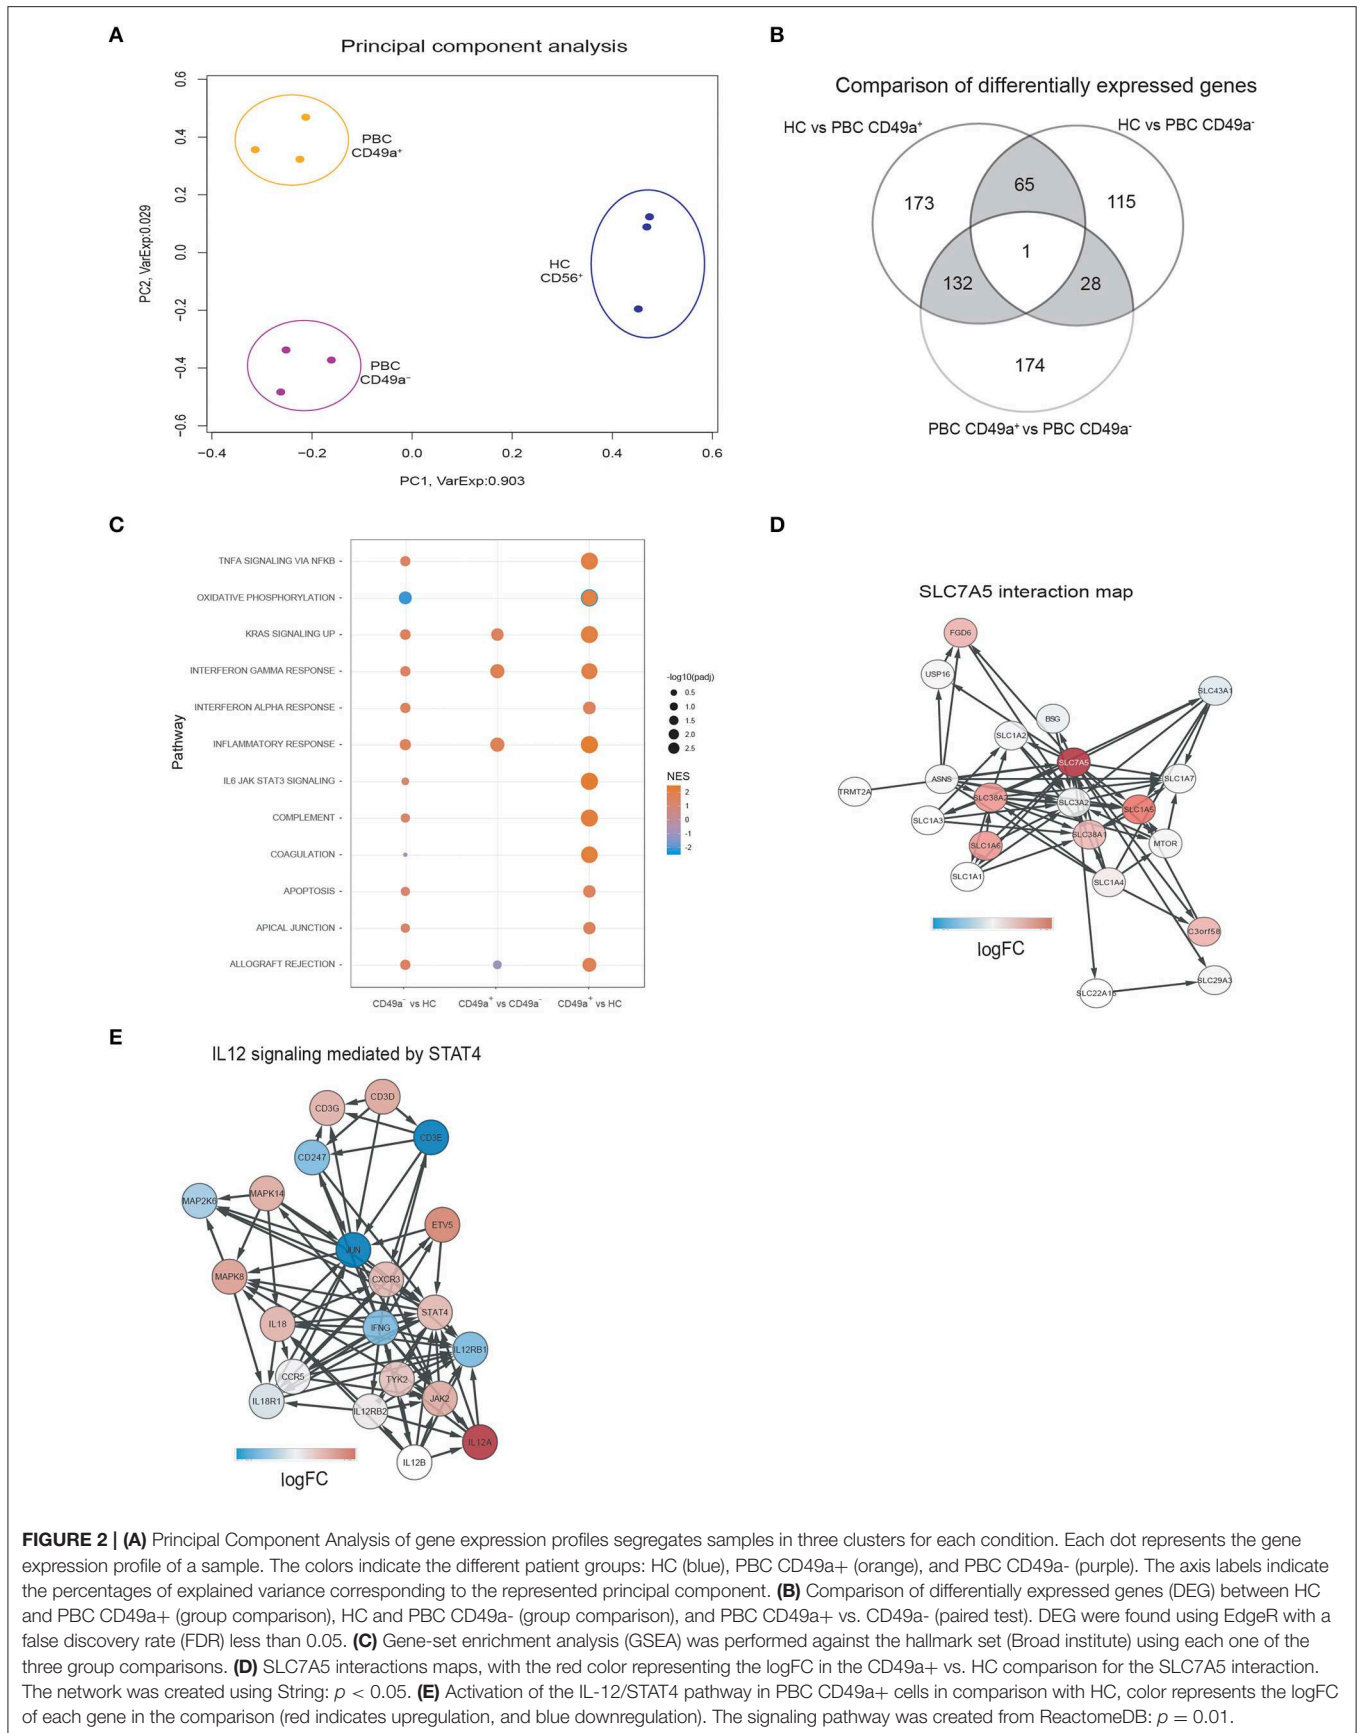 A
Principal component analysis
PC2, VarExp:0.029
0.6
0.4
0.2
0.0
−0.2
−0.4
−0.6
PBC
CD49a⁺
HC
CD56⁺
PBC
CD49a⁻
−0.4 −0.2 0.0 0.2 0.4 0.6
PC1, VarExp:0.903
B
Comparison of differentially expressed genes
HC vs PBC CD49a⁺
HC vs PBC CD49a⁻
65
173
115
1
132
28
174
PBC CD49a⁺ vs PBC CD49a⁻
C
Pathway
TNFA SIGNALING VIA NFKB
OXIDATIVE PHOSPHORYLATION
KRAS SIGNALING UP
INTERFERON GAMMA RESPONSE
INTERFERON ALPHA RESPONSE
INFLAMMATORY RESPONSE
IL6 JAK STAT3 SIGNALING
COMPLEMENT
COAGULATION
APOPTOSIS
APICAL JUNCTION
ALLOGRAFT REJECTION
CD49a⁻ vs HC CD49a⁺ vs CD49a⁻ CD49a⁺ vs HC
-log10(padj)
0.5
1.0
1.5
2.0
2.5
NES
2
1
0
-1
-2
D
SLC7A5 interaction map
FGD6
USP16
SLC43A1
BSG
SLC1A2
SLC7A5
ASNS
SLC1A7
TRMT2A
SLC38A2
SLC3A2
SLC1A5
SLC1A3
SLC38A1
SLC1A6
MTOR
SLC1A1
SLC1A4
C3orf58
SLC29A3
SLC22A16
logFC
E
IL12 signaling mediated by STAT4
CD3D
CD3G
CD3E
CD247
MAPK14
MAP2K6
ETV5
JUN
MAPK8
CXCR3
STAT4
IL18
IFNG
IL12RB1
CCR5
TYK2
JAK2
IL18R1
IL12RB2
IL12A
IL12B
logFC
FIGURE 2 | (A) Principal Component Analysis of gene expression profiles segregates samples in three clusters for each condition. Each dot represents the gene
expression profile of a sample. The colors indicate the different patient groups: HC (blue), PBC CD49a+ (orange), and PBC CD49a- (purple). The axis labels indicate
the percentages of explained variance corresponding to the represented principal component. (B) Comparison of differentially expressed genes (DEG) between HC
and PBC CD49a+ (group comparison), HC and PBC CD49a- (group comparison), and PBC CD49a+ vs. CD49a- (paired test). DEG were found using EdgeR with a
false discovery rate (FDR) less than 0.05. (C) Gene-set enrichment analysis (GSEA) was performed against the hallmark set (Broad institute) using each one of the
three group comparisons. (D) SLC7A5 interactions maps, with the red color representing the logFC in the CD49a+ vs. HC comparison for the SLC7A5 interaction.
The network was created using String: p < 0.05. (E) Activation of the IL-12/STAT4 pathway in PBC CD49a+ cells in comparison with HC, color represents the logFC
of each gene in the comparison (red indicates upregulation, and blue downregulation). The signaling pathway was created from ReactomeDB: p = 0.01.